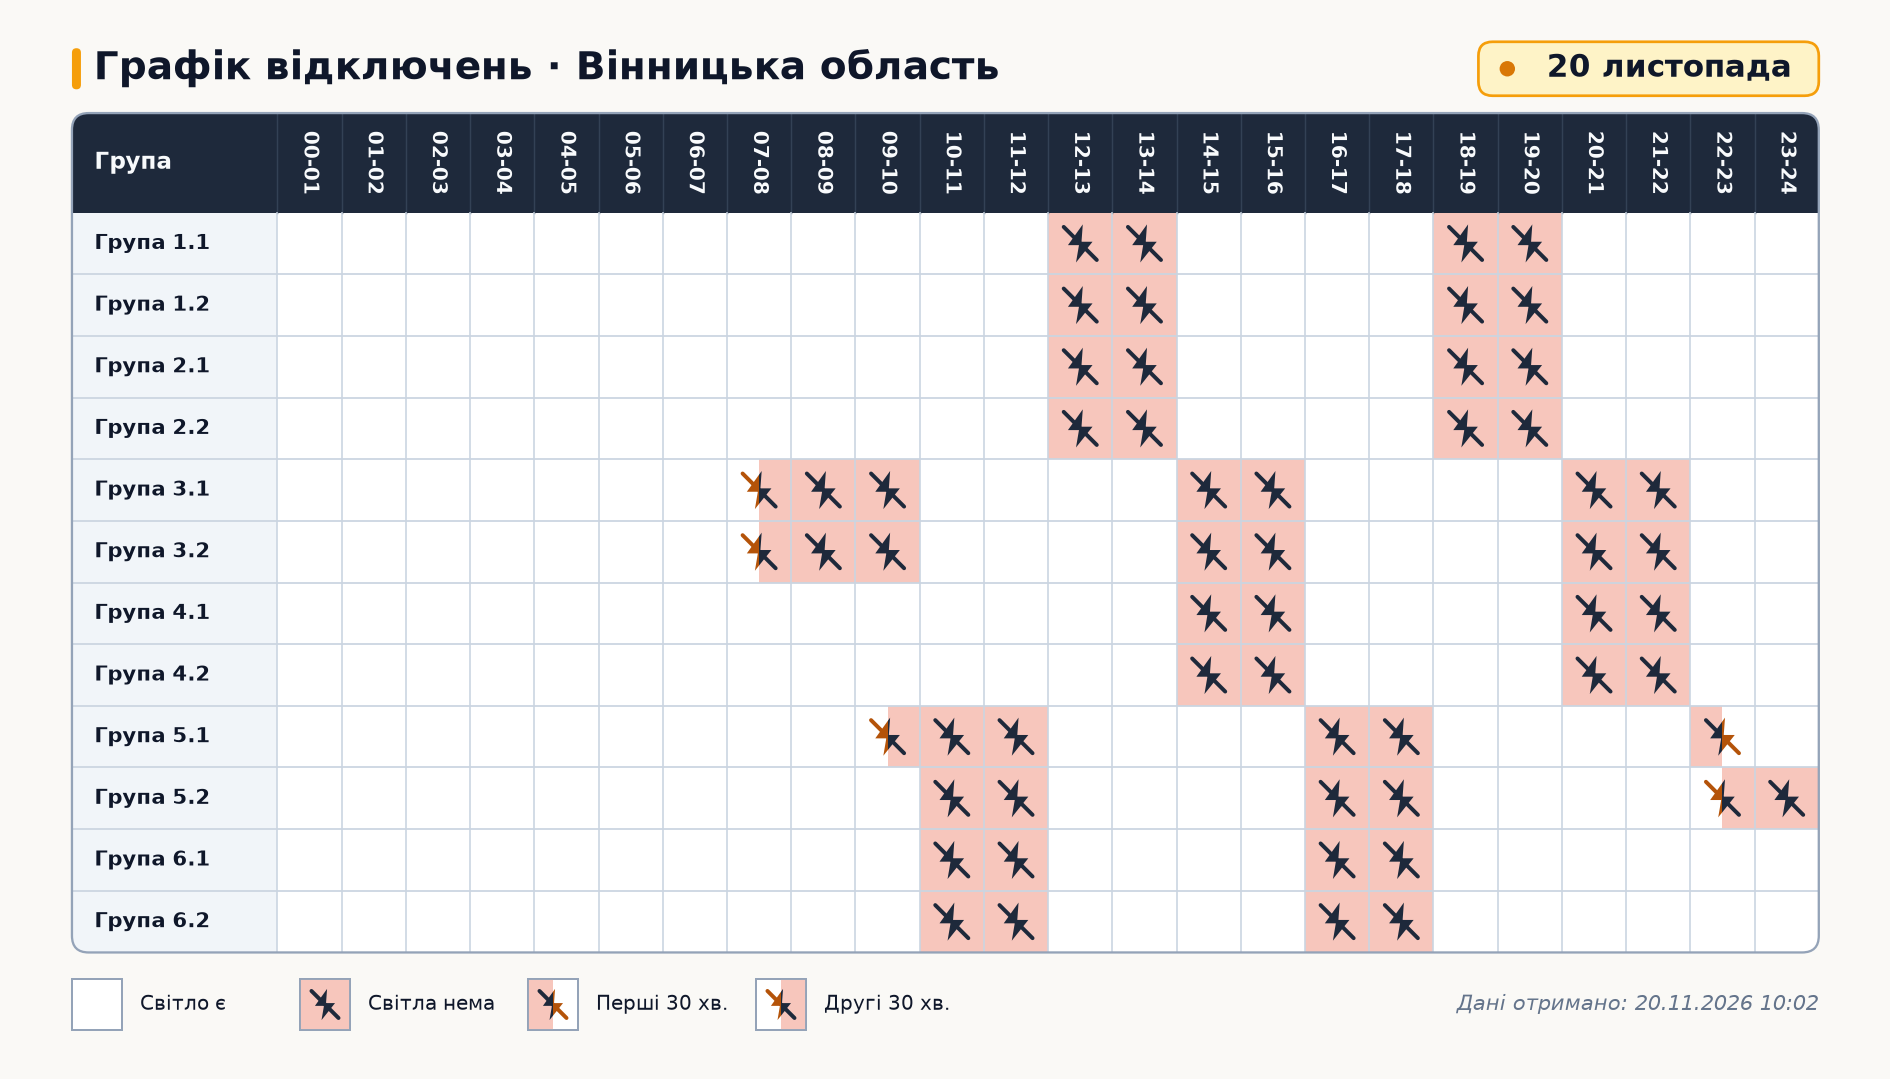 Графік відключень · Вінницька область
20 листопада
Група 00-01 01-02 02-03 03-04 04-05 05-06 06-07 07-08 08-09 09-10 10-11 11-12 12-13 13-14 14-15 15-16 16-17 17-18 18-19 19-20 20-21 21-22 22-23 23-24
Група 1.1
Група 1.2
Група 2.1
Група 2.2
Група 3.1
Група 3.2
Група 4.1
Група 4.2
Група 5.1
Група 5.2
Група 6.1
Група 6.2
Світло є Світла нема Перші 30 хв. Другі 30 хв.
Дані отримано: 20.11.2026 10:02